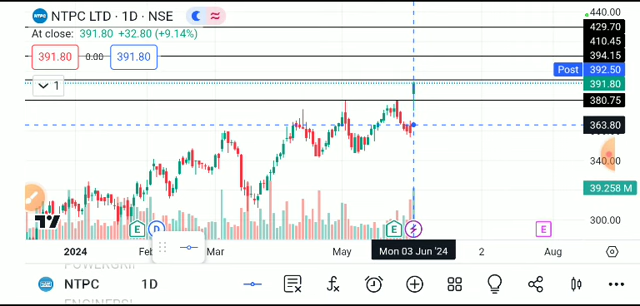 NTPC LTD · 1D · NSE
At close: 391.80 +32.80 (+9.14%)
391.80 0.00 391.80
1
440.00
429.70
410.45
394.15
Post 392.50
391.80
380.75
363.80
340.00
39.258 M
300.00
E D E E
2024 Feb Mar May Mon 03 Jun '24 2 Aug
NTPC 1D